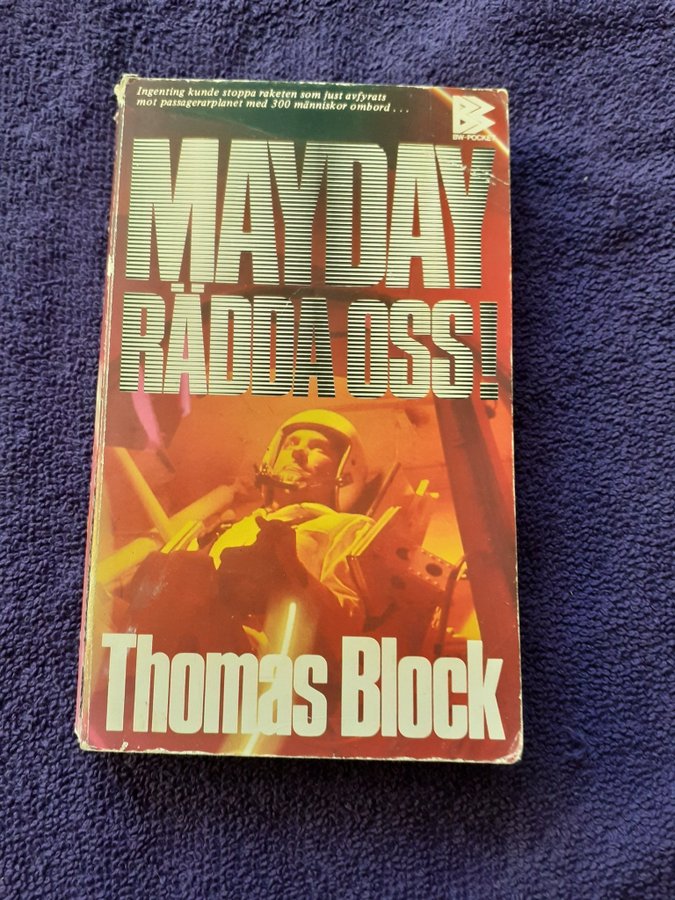 Ingenting kunde stoppa raketen som just avfyrats
mot passagerarplanet med 300 människor ombord...
BW-POCKET
MAYDAY
RÄDDA OSS!
Thomas Block